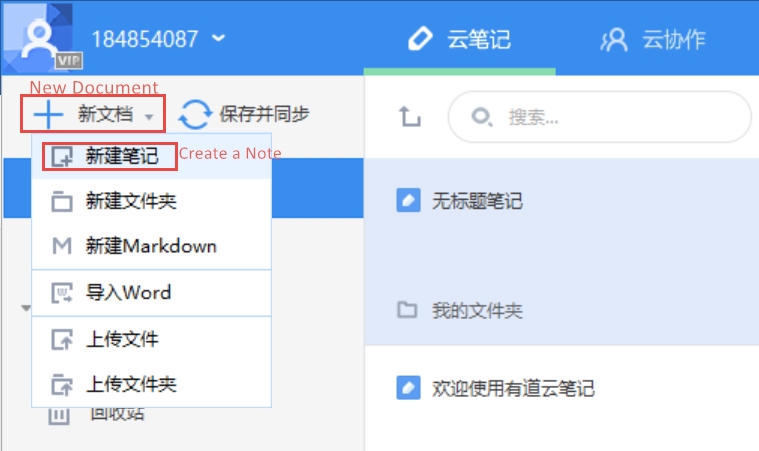 184854087
云笔记
云协作
VIP
New Document
新文档
保存并同步
搜索...
新建笔记
Create a Note
新建文件夹
新建Markdown
导入Word
上传文件
上传文件夹
回收站
无标题笔记
我的文件夹
欢迎使用有道云笔记